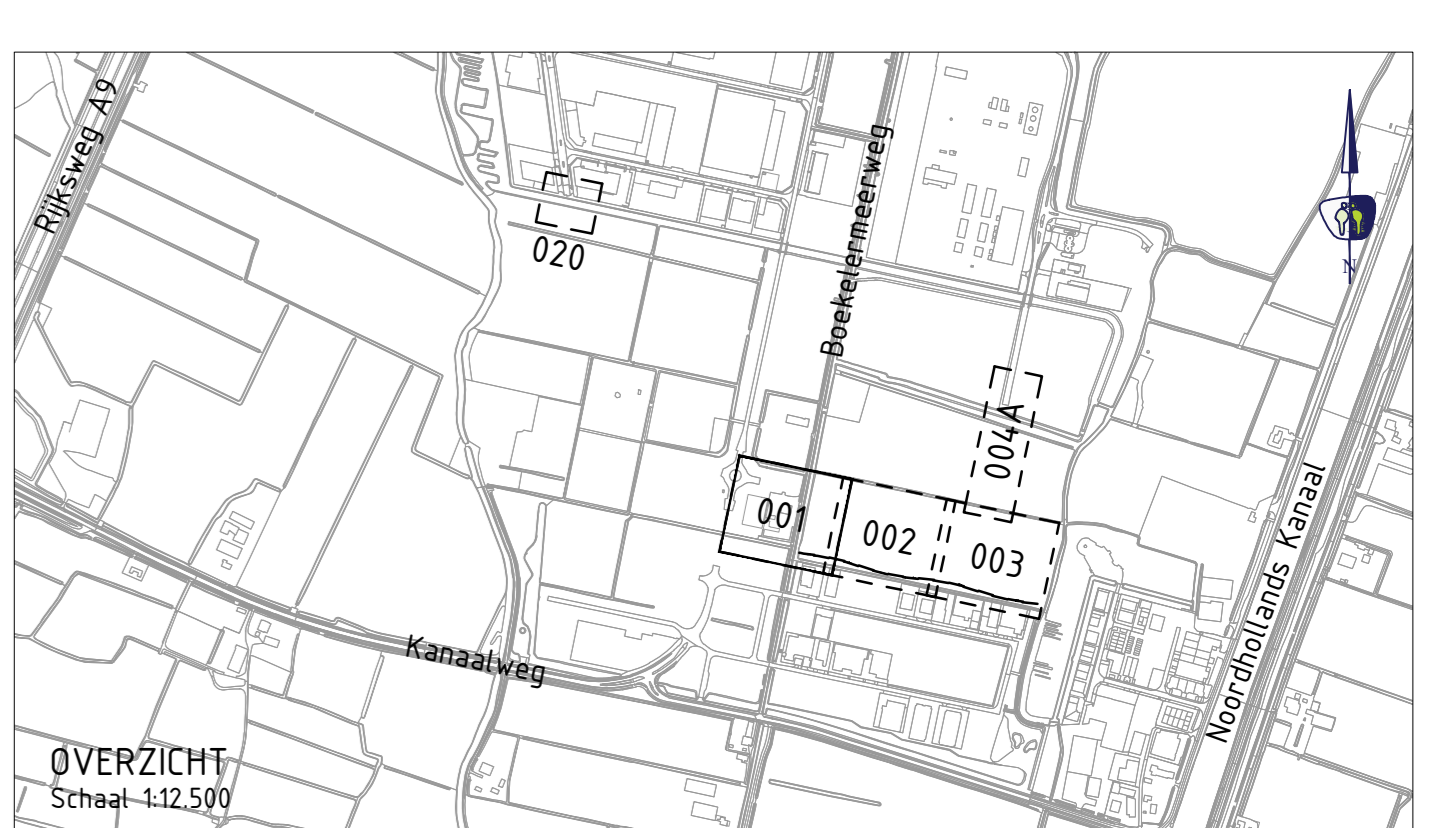 Rijksweg A9
Boekelermeerweg
N
020
004A
001
002
003
Noordhollands Kanaal
Kanaalweg
OVERZICHT
Schaal 1:12.500